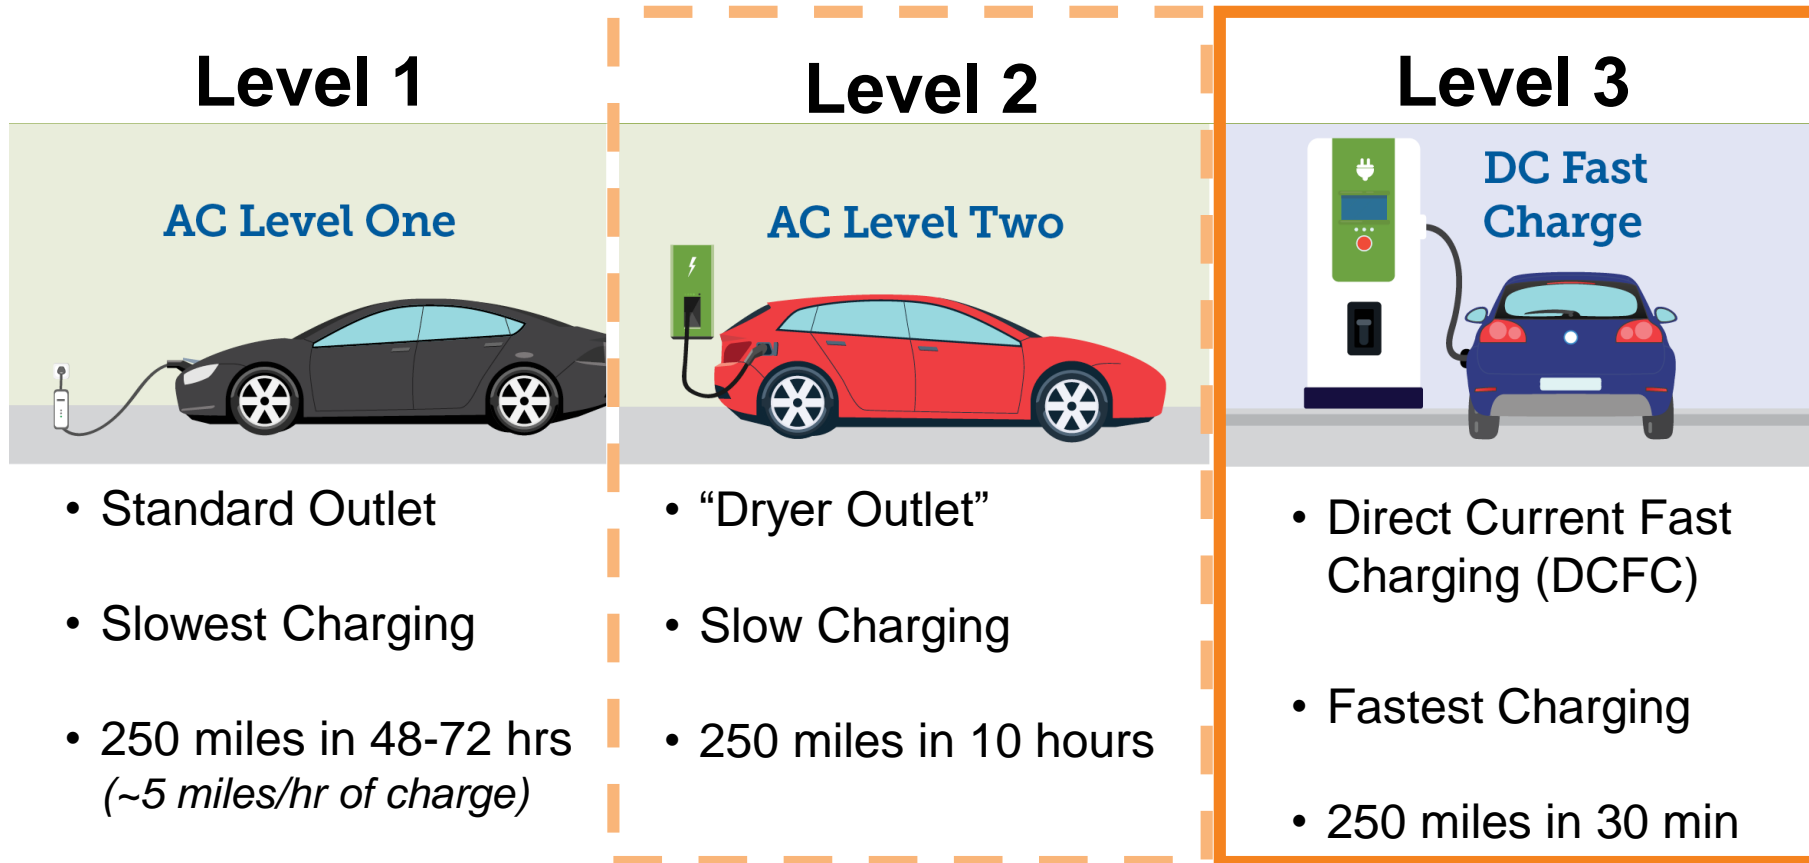 Level 1
AC Level One
• Standard Outlet
• Slowest Charging
• 250 miles in 48-72 hrs
(~5 miles/hr of charge)
Level 2
AC Level Two
• “Dryer Outlet”
• Slow Charging
• 250 miles in 10 hours
Level 3
DC Fast
Charge
• Direct Current Fast
Charging (DCFC)
• Fastest Charging
• 250 miles in 30 min